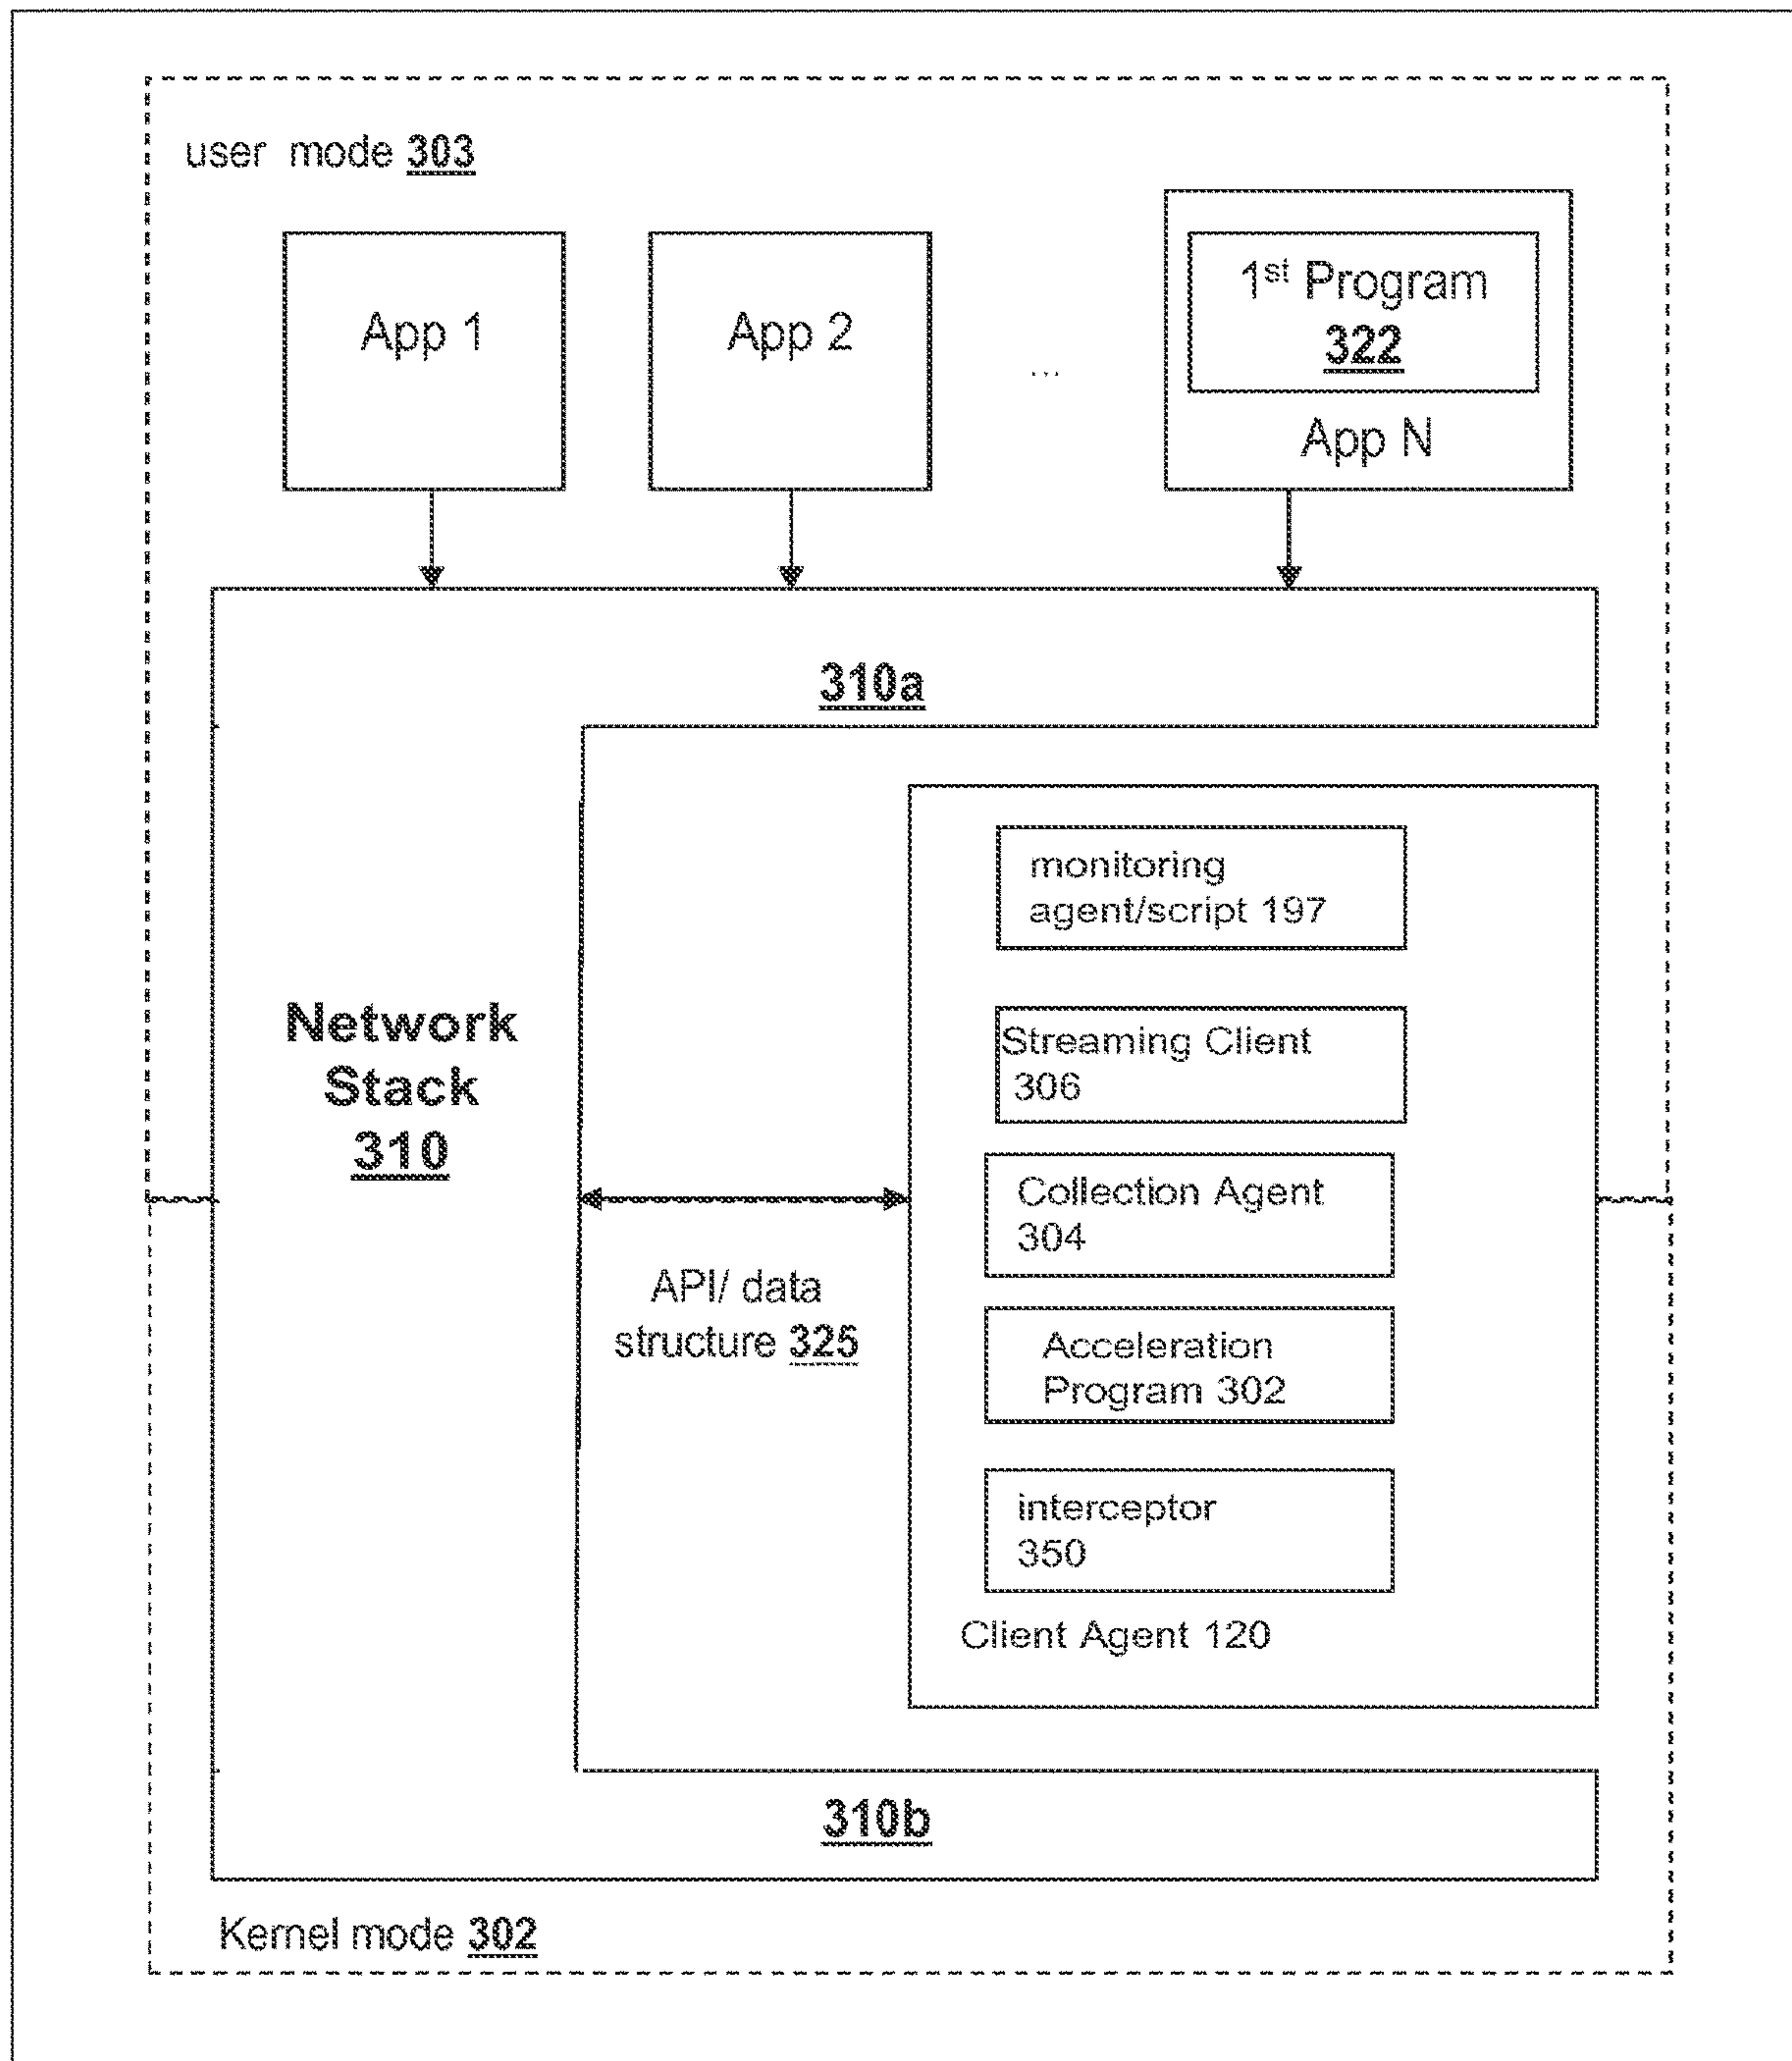 user mode 303
App 1
App 2
...
1st Program
322
App N
310a
Network
Stack
310
monitoring
agent/script 197
Streaming Client
306
Collection Agent
304
API/ data
structure 325
Acceleration
Program 302
interceptor
350
Client Agent 120
310b
Kernel mode 302